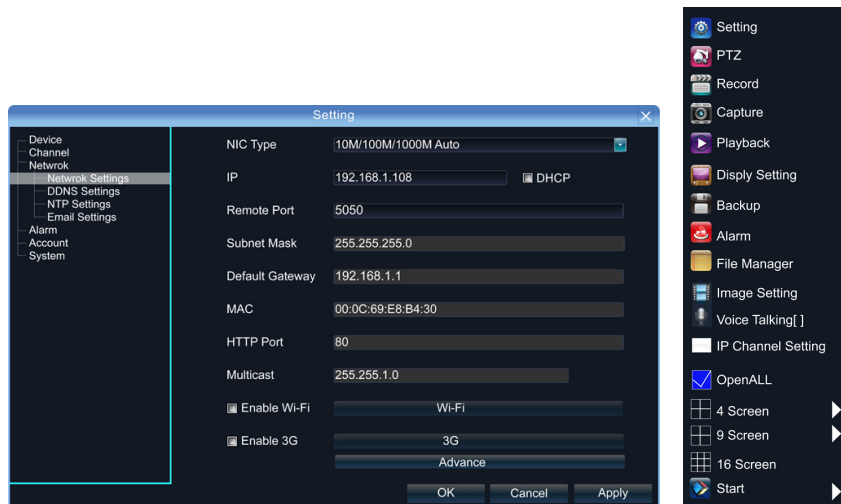 Setting
Device
Channel
Netwrok
Netwrok Settings
DDNS Settings
NTP Settings
Email Settings
Alarm
Account
System
NIC Type 10M/100M/1000M Auto
IP 192.168.1.108 DHCP
Remote Port 5050
Subnet Mask 255.255.255.0
Default Gateway 192.168.1.1
MAC 00:0C:69:E8:B4:30
HTTP Port 80
Multicast 255.255.1.0
Enable Wi-Fi Wi-Fi
Enable 3G 3G
Advance
OK Cancel Apply
Setting
PTZ
Record
Capture
Playback
Disply Setting
Backup
Alarm
File Manager
Image Setting
Voice Talking[ ]
IP Channel Setting
OpenALL
4 Screen
9 Screen
16 Screen
Start